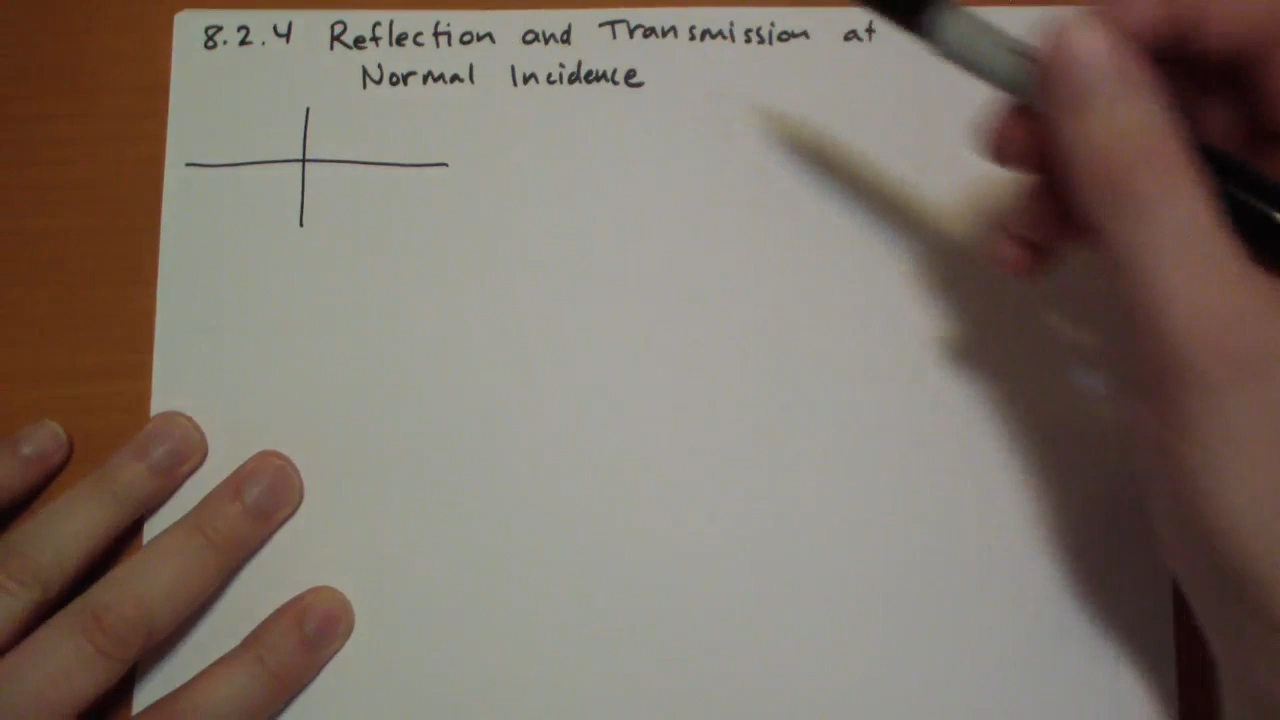 8.2.4 Reflection and Transmission at
Normal Incidence